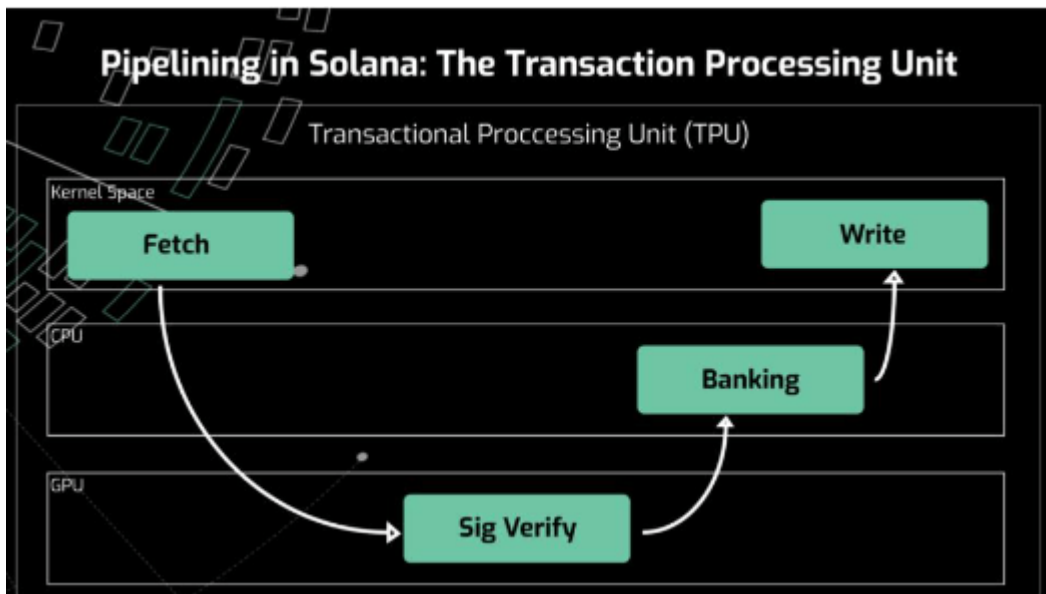 Pipelining in Solana: The Transaction Processing Unit
Transactional Proccessing Unit (TPU)
Kernel Space
Fetch
Write
CPU
Banking
GPU
Sig Verify